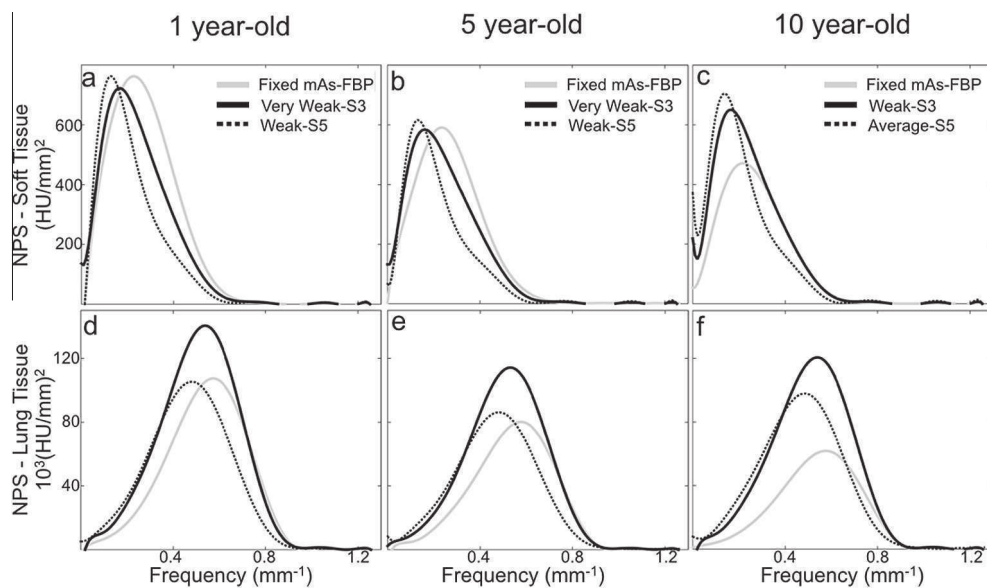 1 year-old
5 year-old
10 year-old
NPS - Soft Tissue
(HU/mm)²
600
400
200
a
Fixed mAs-FBP
Very Weak-S3
Weak-S5
b
Fixed mAs-FBP
Very Weak-S3
Weak-S5
c
Fixed mAs-FBP
Weak-S3
Average-S5
NPS - Lung Tissue
10³(HU/mm)²
120
80
40
d
e
f
0.4
0.8
1.2
0.4
0.8
1.2
0.4
0.8
1.2
Frequency (mm⁻¹)
Frequency (mm⁻¹)
Frequency (mm⁻¹)